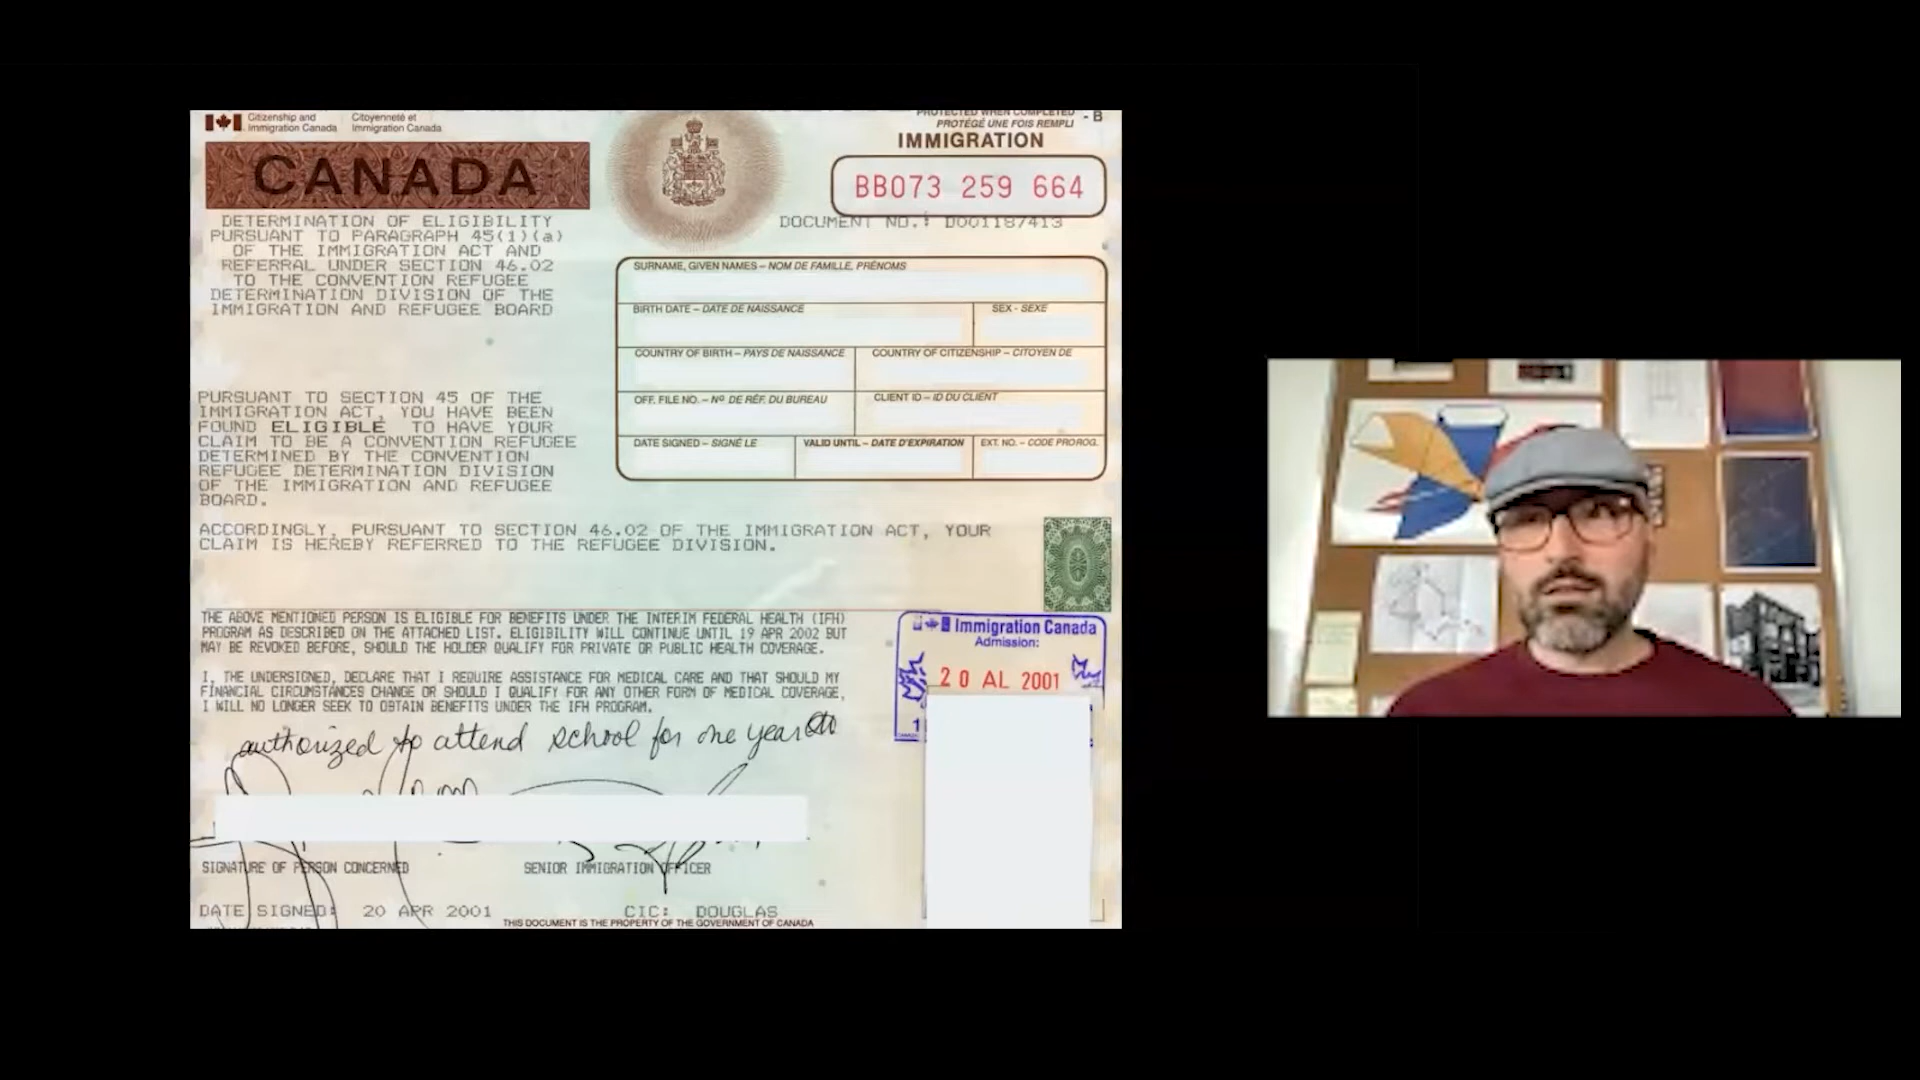 Citizenship and Immigration Canada
Citoyenneté et Immigration Canada
PROTECTED WHEN COMPLETED - B
PROTÉGÉ UNE FOIS REMPLI
IMMIGRATION
CANADA
BB073 259 664
DOCUMENT NO.: D001187413
DETERMINATION OF ELIGIBILITY
PURSUANT TO PARAGRAPH 45(1)(a)
OF THE IMMIGRATION ACT AND
REFERRAL UNDER SECTION 46.02
TO THE CONVENTION REFUGEE
DETERMINATION DIVISION OF THE
IMMIGRATION AND REFUGEE BOARD
SURNAME, GIVEN NAMES – NOM DE FAMILLE, PRÉNOMS
BIRTH DATE – DATE DE NAISSANCE
SEX - SEXE
COUNTRY OF BIRTH – PAYS DE NAISSANCE
COUNTRY OF CITIZENSHIP – CITOYEN DE
OFF. FILE NO. – Nº DE RÉF. DU BUREAU
CLIENT ID – ID DU CLIENT
DATE SIGNED – SIGNÉ LE
VALID UNTIL – DATE D'EXPIRATION
EXT. NO. – CODE PROROG.
PURSUANT TO SECTION 45 OF THE
IMMIGRATION ACT, YOU HAVE BEEN
FOUND ELIGIBLE TO HAVE YOUR
CLAIM TO BE A CONVENTION REFUGEE
DETERMINED BY THE CONVENTION
REFUGEE DETERMINATION DIVISION
OF THE IMMIGRATION AND REFUGEE
BOARD.
ACCORDINGLY, PURSUANT TO SECTION 46.02 OF THE IMMIGRATION ACT, YOUR
CLAIM IS HEREBY REFERRED TO THE REFUGEE DIVISION.
THE ABOVE MENTIONED PERSON IS ELIGIBLE FOR BENEFITS UNDER THE INTERIM FEDERAL HEALTH (IFH)
PROGRAM AS DESCRIBED ON THE ATTACHED LIST. ELIGIBILITY WILL CONTINUE UNTIL 19 APR 2002 BUT
MAY BE REVOKED BEFORE, SHOULD THE HOLDER QUALIFY FOR PRIVATE OR PUBLIC HEALTH COVERAGE.
I, THE UNDERSIGNED, DECLARE THAT I REQUIRE ASSISTANCE FOR MEDICAL CARE AND THAT SHOULD MY
FINANCIAL CIRCUMSTANCES CHANGE OR SHOULD I QUALIFY FOR ANY OTHER FORM OF MEDICAL COVERAGE,
I WILL NO LONGER SEEK TO OBTAIN BENEFITS UNDER THE IFH PROGRAM.
Immigration Canada
Admission:
20 AL 2001
1
authorized to attend school for one year
SIGNATURE OF PERSON CONCERNED
SENIOR IMMIGRATION OFFICER
DATE SIGNED: 20 APR 2001
CIC: DOUGLAS
THIS DOCUMENT IS THE PROPERTY OF THE GOVERNMENT OF CANADA